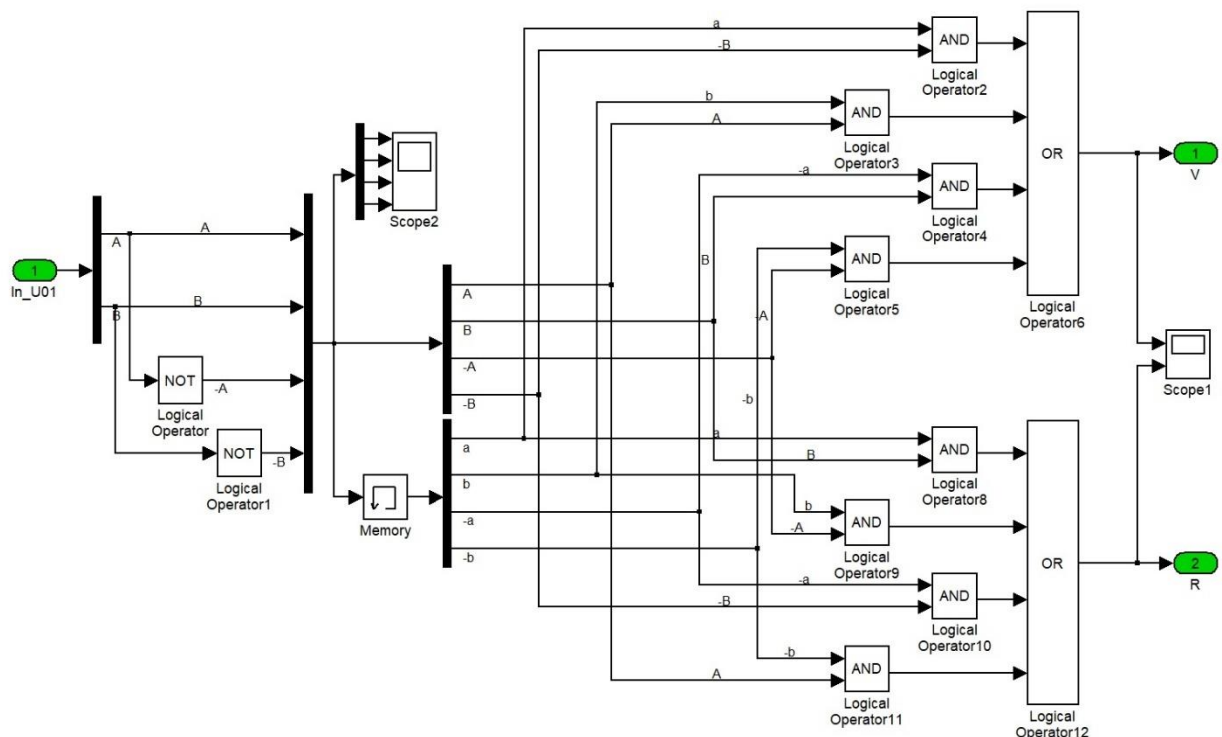 a
AND
-B
Logical
Operator2
b
AND
A
Logical
Operator3
OR
1
V
-a
AND
Logical
Operator4
Scope2
A
A
1
In_U01
B
B
B
AND
Logical
Operator5
Logical
Operator6
A
B
-A
-A
-B
-b
Scope1
NOT
-A
Logical
Operator
NOT
-B
Logical
Operator1
Memory
a
b
-a
-b
a
AND
B
Logical
Operator8
b
AND
-A
Logical
Operator9
OR
2
R
-a
AND
-B
Logical
Operator10
-b
AND
A
Logical
Operator11
Logical
Operator12